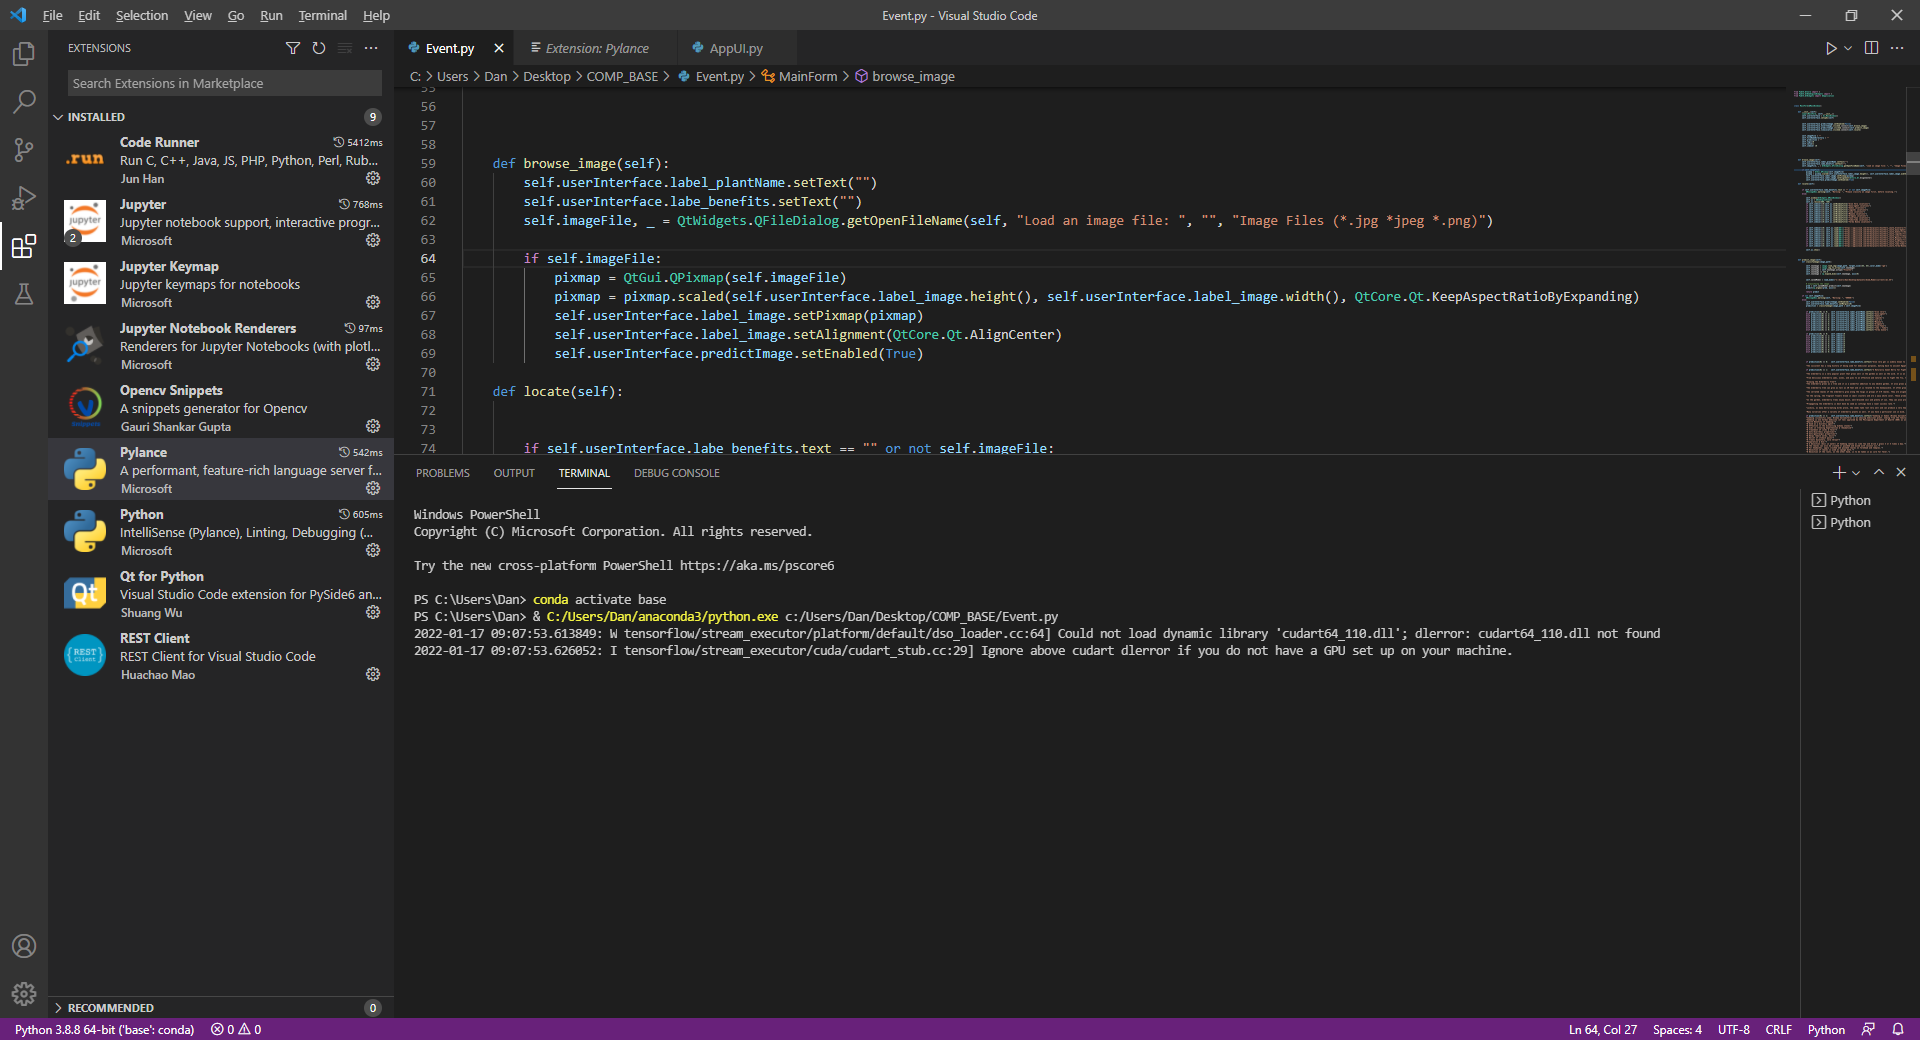 File Edit Selection View Go Run Terminal Help
Event.py - Visual Studio Code
EXTENSIONS
Search Extensions in Marketplace
INSTALLED 9
Code Runner 5412ms
Run C, C++, Java, JS, PHP, Python, Perl, Rub...
Jun Han
Jupyter 768ms
Jupyter notebook support, interactive progr...
Microsoft
2
Jupyter Keymap
Jupyter keymaps for notebooks
Microsoft
Jupyter Notebook Renderers 97ms
Renderers for Jupyter Notebooks (with plotl...
Microsoft
Opencv Snippets
A snippets generator for Opencv
Gauri Shankar Gupta
Pylance 542ms
A performant, feature-rich language server f...
Microsoft
Python 605ms
IntelliSense (Pylance), Linting, Debugging (...
Microsoft
Qt for Python
Visual Studio Code extension for PySide6 an...
Shuang Wu
REST Client
REST Client for Visual Studio Code
Huachao Mao
RECOMMENDED 0
Event.py Extension: Pylance AppUI.py
C: > Users > Dan > Desktop > COMP_BASE > Event.py > MainForm > browse_image
55
56
57
58
59 def browse_image(self):
60 self.userInterface.label_plantName.setText("")
61 self.userInterface.labe_benefits.setText("")
62 self.imageFile, _ = QtWidgets.QFileDialog.getOpenFileName(self, "Load an image file: ", "", "Image Files (*.jpg *jpeg *.png)")
63
64 if self.imageFile:
65 pixmap = QtGui.QPixmap(self.imageFile)
66 pixmap = pixmap.scaled(self.userInterface.label_image.height(), self.userInterface.label_image.width(), QtCore.Qt.KeepAspectRatioByExpanding)
67 self.userInterface.label_image.setPixmap(pixmap)
68 self.userInterface.label_image.setAlignment(QtCore.Qt.AlignCenter)
69 self.userInterface.predictImage.setEnabled(True)
70
71 def locate(self):
72
73
74 if self.userInterface.labe_benefits.text == "" or not self.imageFile:
PROBLEMS OUTPUT TERMINAL DEBUG CONSOLE
Python
Python
Windows PowerShell
Copyright (C) Microsoft Corporation. All rights reserved.
Try the new cross-platform PowerShell https://aka.ms/pscore6
PS C:\Users\Dan> conda activate base
PS C:\Users\Dan> & C:/Users/Dan/anaconda3/python.exe c:/Users/Dan/Desktop/COMP_BASE/Event.py
2022-01-17 09:07:53.613849: W tensorflow/stream_executor/platform/default/dso_loader.cc:64] Could not load dynamic library 'cudart64_110.dll'; dlerror: cudart64_110.dll not found
2022-01-17 09:07:53.626052: I tensorflow/stream_executor/cuda/cudart_stub.cc:29] Ignore above cudart dlerror if you do not have a GPU set up on your machine.
Python 3.8.8 64-bit ('base': conda) 0 0
Ln 64, Col 27 Spaces: 4 UTF-8 CRLF Python